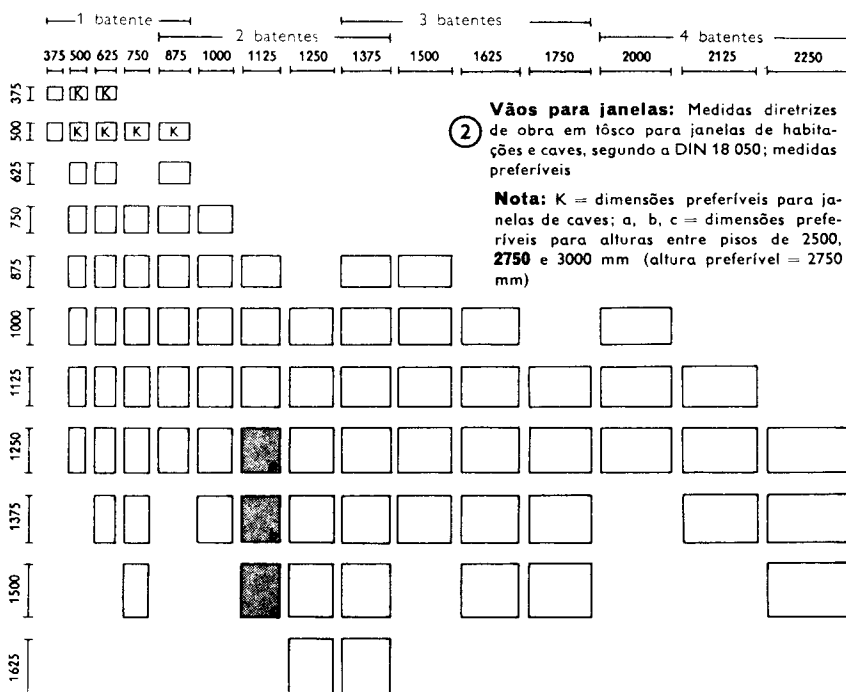 1 batente
3 batentes
2 batentes
4 batentes
375 500 625 750 875 1000 1125 1250 1375 1500 1625 1750 2000 2125 2250
375
K K
500
K K K K
625
750
875
1000
1125
1250
1375
1500
1625
2
Vãos para janelas: Medidas diretrizes
de obra em tôsco para janelas de habita-
ções e caves, segundo a DIN 18 050; medidas
preferíveis
Nota: K = dimensões preferíveis para ja-
nelas de caves; a, b, c = dimensões prefe-
ríveis para alturas entre pisos de 2500,
2750 e 3000 mm (altura preferível = 2750
mm)